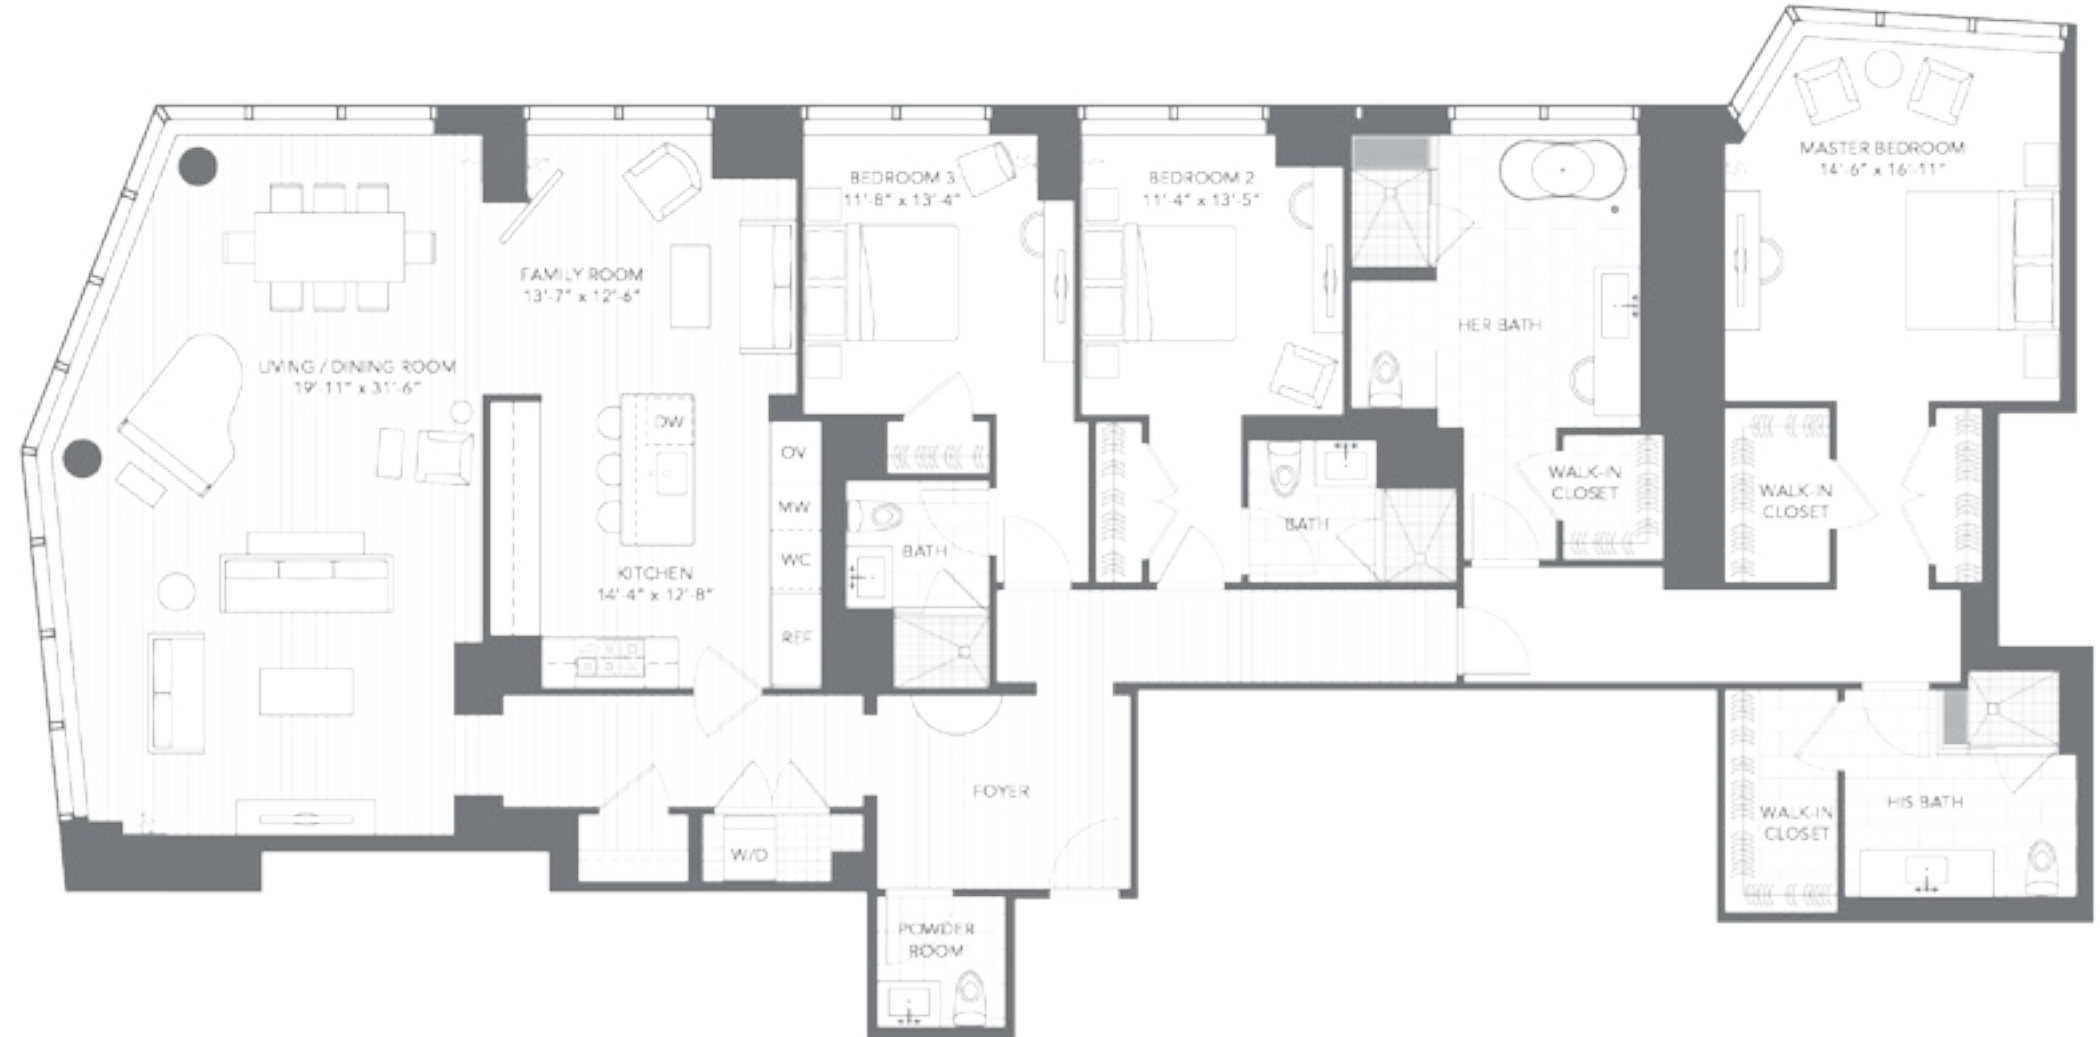 MASTER BEDROOM
14'-6" x 16'-11"
BEDROOM 3
11'-8" x 13'-4"
BEDROOM 2
11'-4" x 13'-5"
FAMILY ROOM
13'-7" x 12'-6"
HER BATH
LIVING / DINING ROOM
19'-11" x 31'-6"
DW
OV
MW
WC
REF
KITCHEN
14'-4" x 12'-8"
BATH
BATH
WALK-IN
CLOSET
WALK-IN
CLOSET
FOYER
W/D
HIS BATH
WALK-IN
CLOSET
POWDER
ROOM